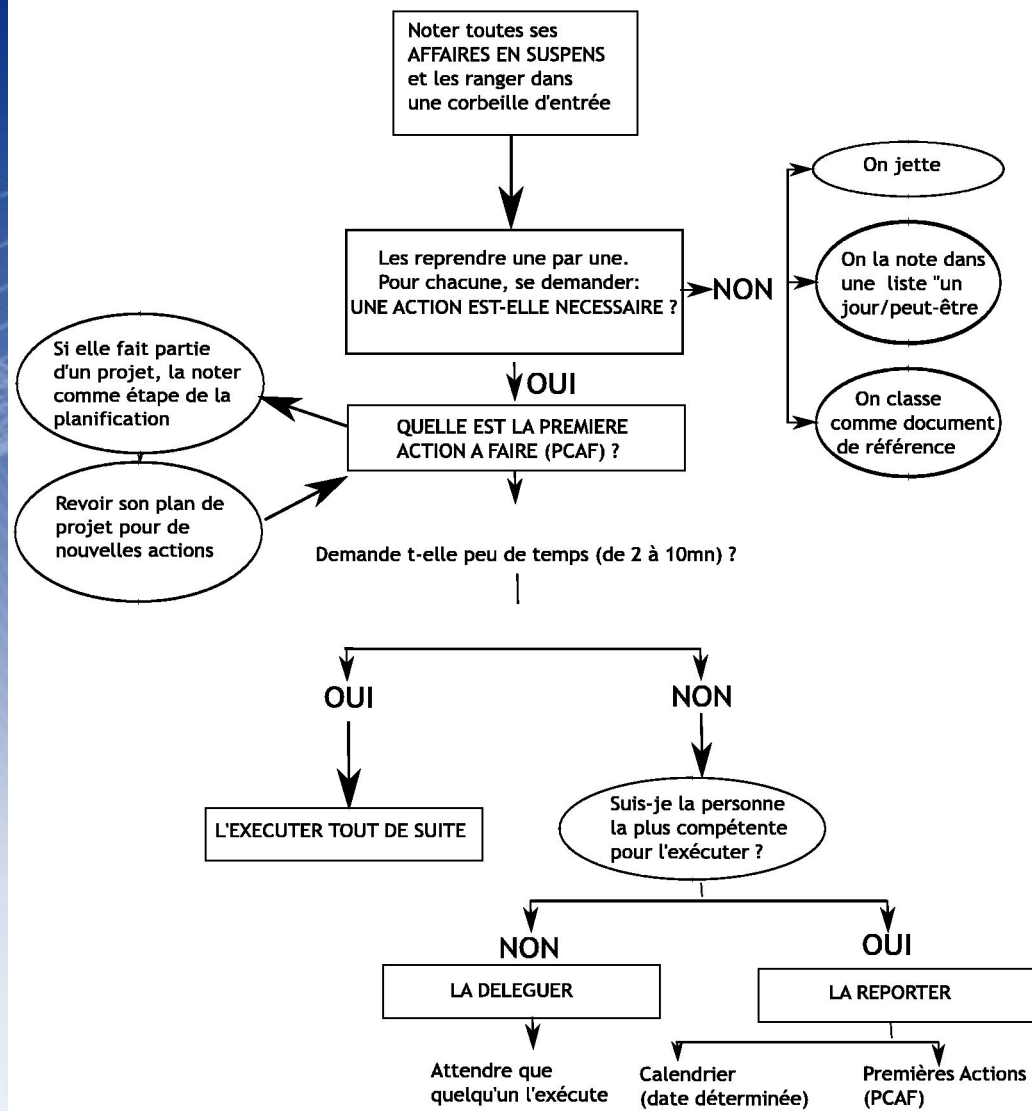 Noter toutes ses
AFFAIRES EN SUSPENS
et les ranger dans
une corbeille d'entrée
On jette
Les reprendre une par une.
Pour chacune, se demander:
UNE ACTION EST-ELLE NECESSAIRE ?
NON
On la note dans
une liste "un
jour/peut-être
On classe
comme document
de référence
OUI
Si elle fait partie
d'un projet, la noter
comme étape de la
planification
QUELLE EST LA PREMIERE
ACTION A FAIRE (PCAF) ?
Revoir son plan de
projet pour de
nouvelles actions
Demande t-elle peu de temps (de 2 à 10mn) ?
OUI
NON
L'EXECUTER TOUT DE SUITE
Suis-je la personne
la plus compétente
pour l'exécuter ?
NON
OUI
LA DELEGUER
LA REPORTER
Attendre que
quelqu'un l'exécute
Calendrier
(date déterminée)
Premières Actions
(PCAF)